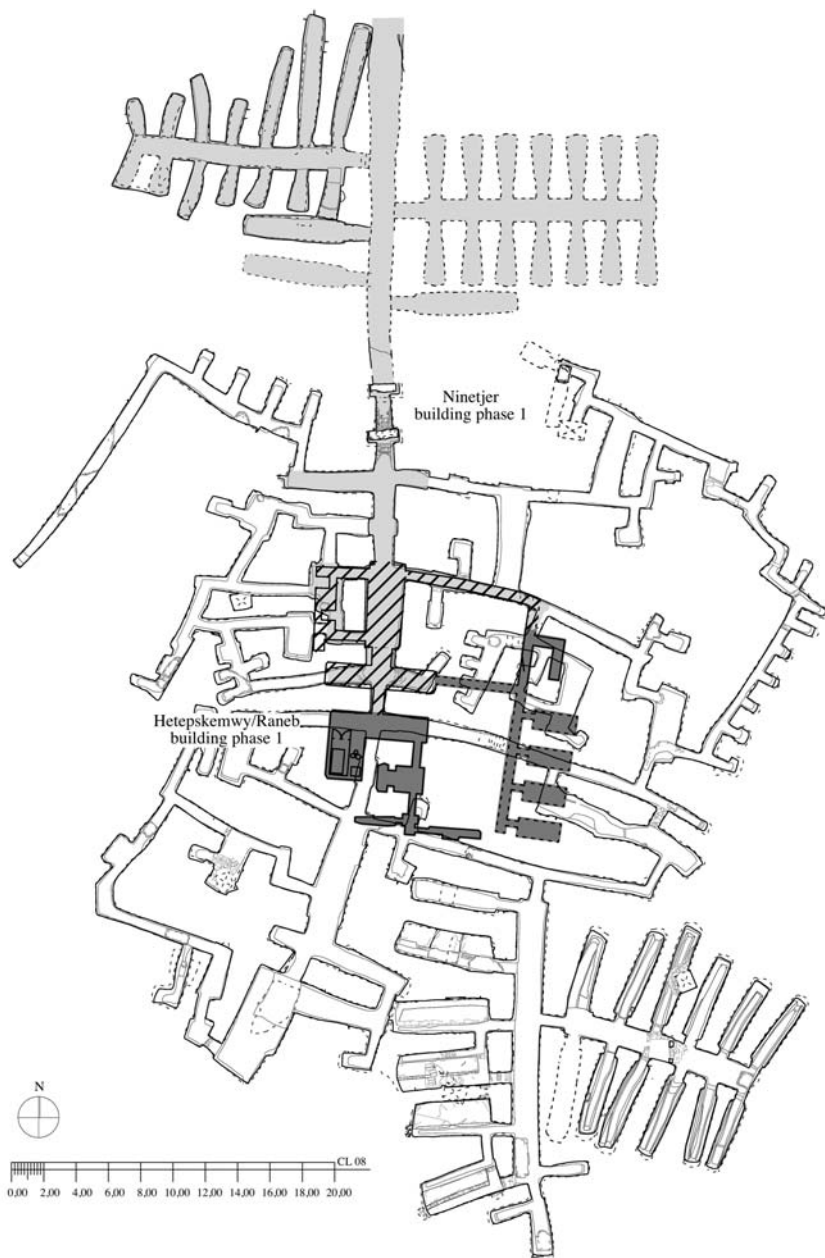 Ninetjer
building phase 1
Hetepskemwy/Raneb
building phase 1
N
CL 08
0,00 2,00 4,00 6,00 8,00 10,00 12,00 14,00 16,00 18,00 20,00